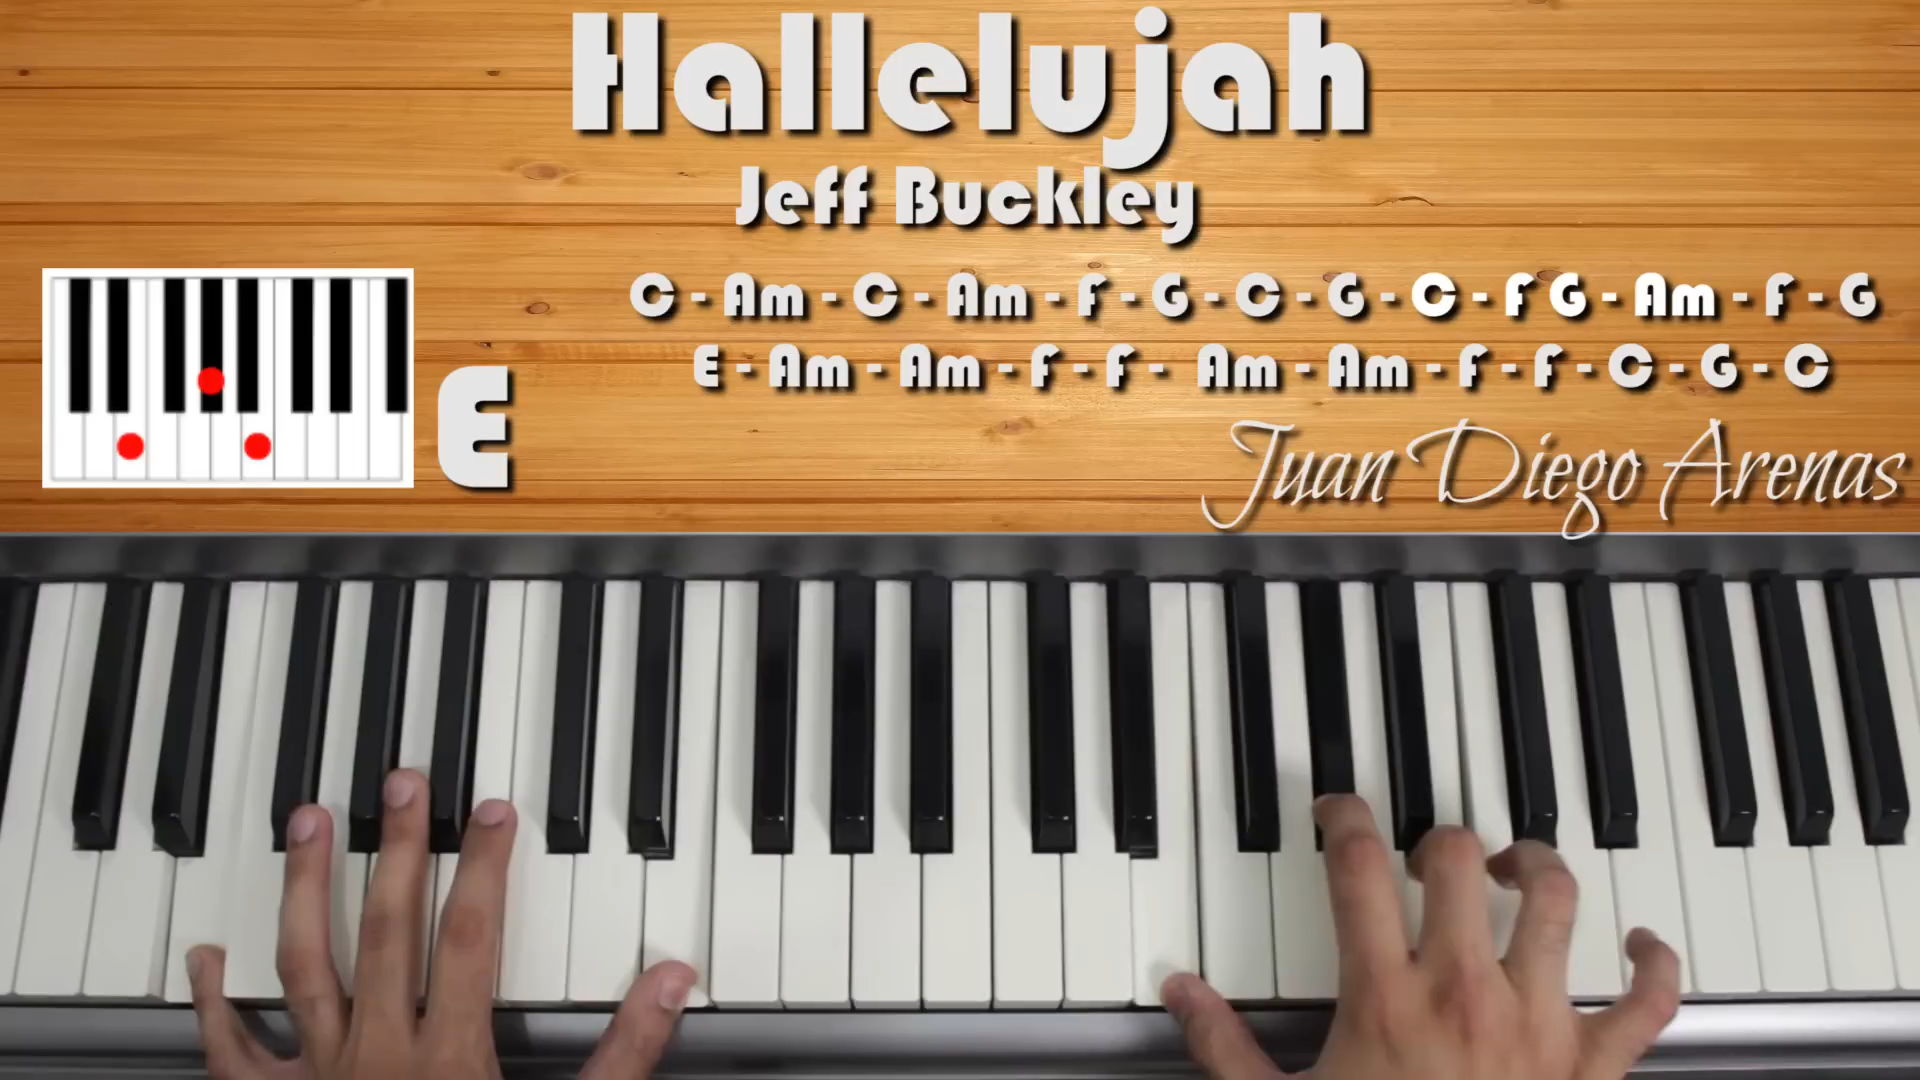 Hallelujah
Jeff Buckley
C - Am - C - Am - F - G - C - G - C - F G - Am - F - G
E - Am - Am - F - F - Am - Am - F - F - C - G - C
E
Juan Diego Arenas